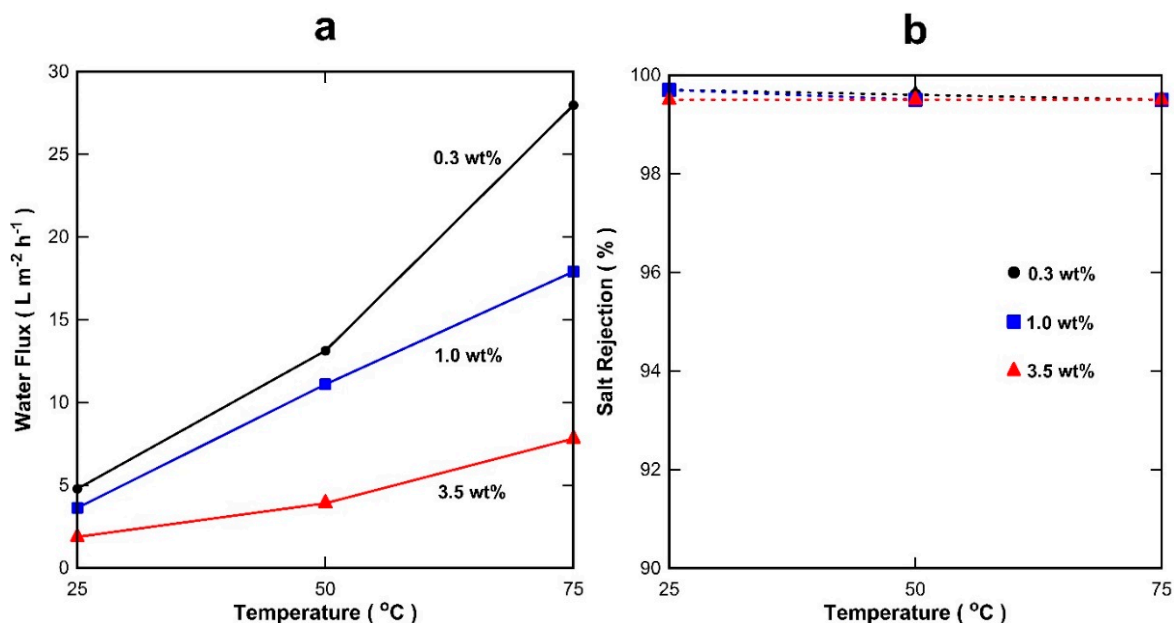 a
30
25
20
15
10
5
0
Water Flux ( L m⁻² h⁻¹ )
0.3 wt%
1.0 wt%
3.5 wt%
25
50
75
Temperature ( ºC )
b
100
98
96
94
92
90
Salt Rejection ( % )
0.3 wt%
1.0 wt%
3.5 wt%
25
50
75
Temperature ( ºC )